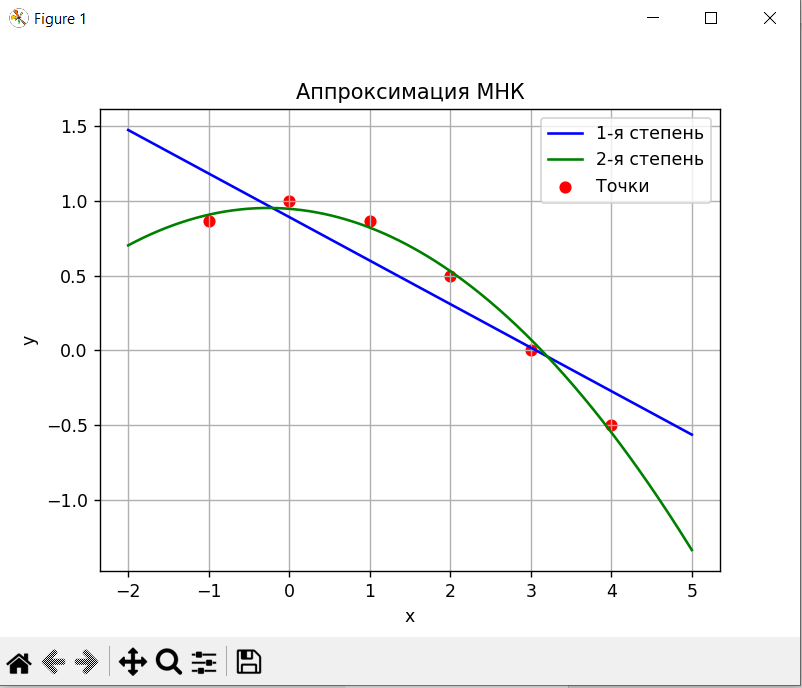 Figure 1
Аппроксимация МНК
1-я степень
2-я степень
Точки
1.5
1.0
0.5
0.0
−0.5
−1.0
y
−2 −1 0 1 2 3 4 5
x